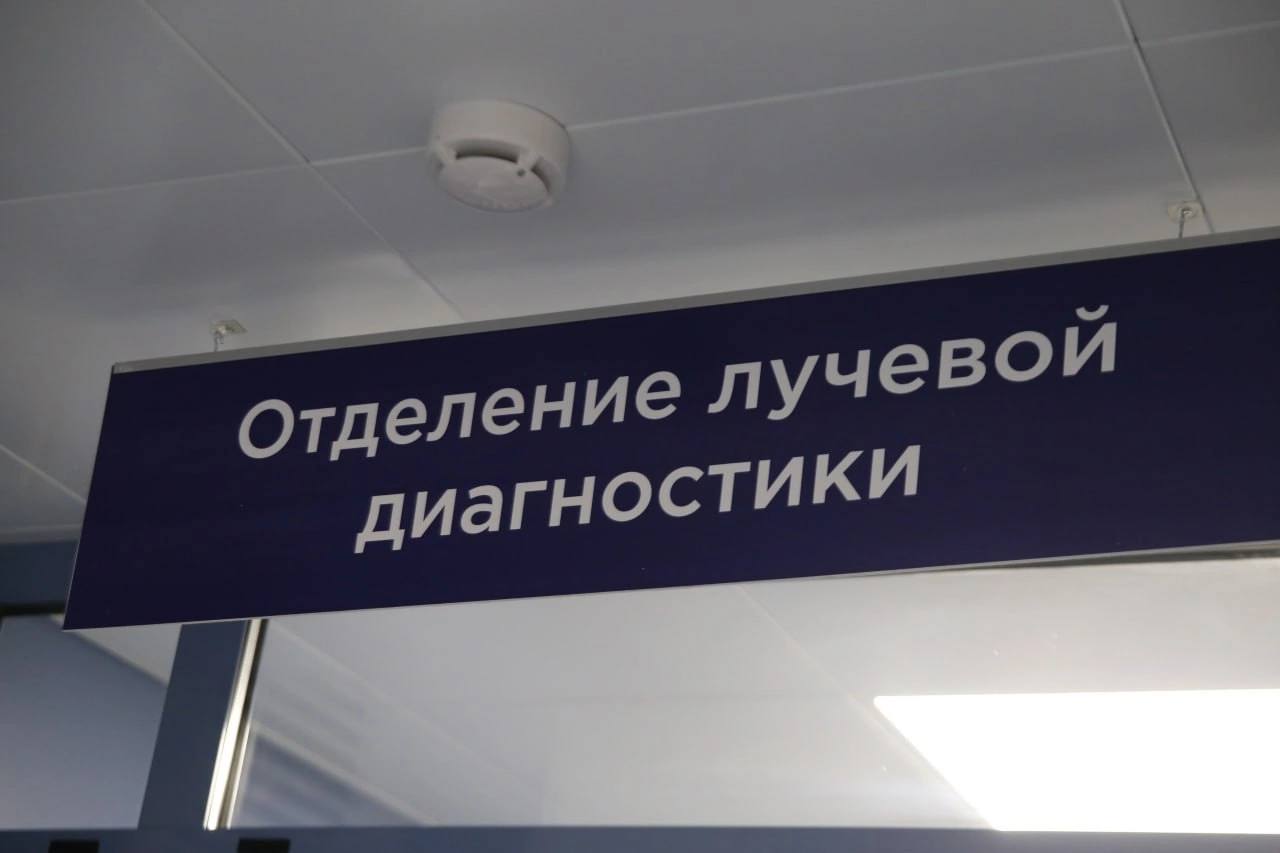 Отделение лучевой
диагностики